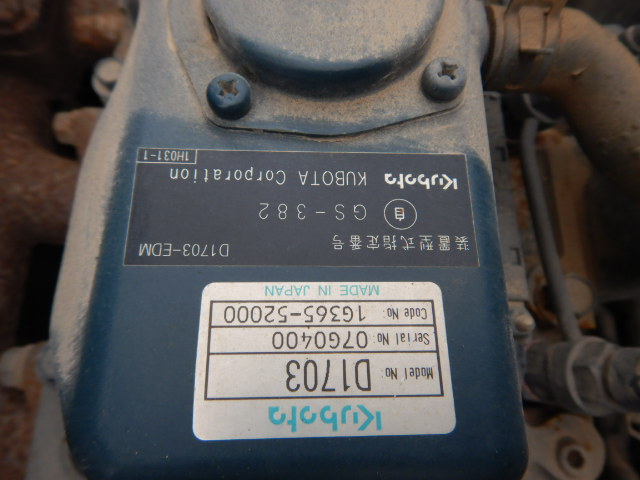 Kubota
Model No. D1703
Serial No. 07G0400
Code No. 1G365-52000
MADE IN JAPAN
D1703-EDM
装置型式指定番号
自 GS-382
Kubota KUBOTA Corporation
1H031-1